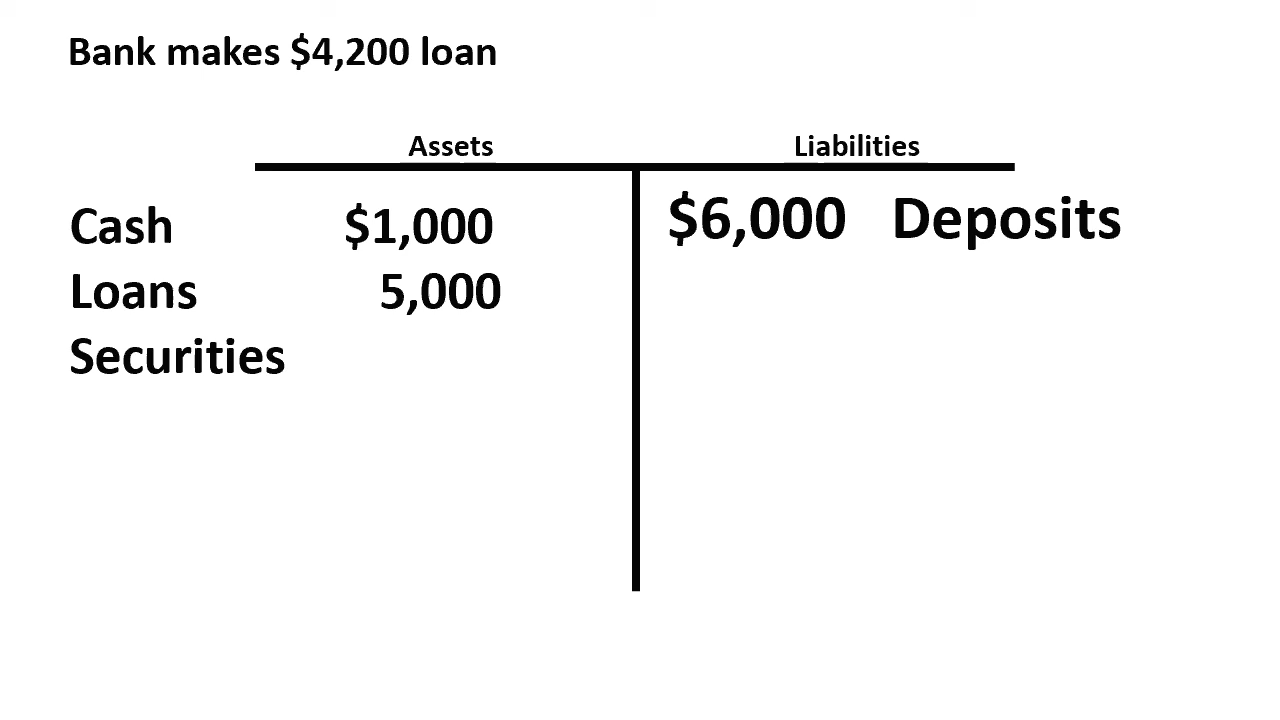 Bank makes $4,200 loan
Assets Liabilities
Cash $1,000 $6,000 Deposits
Loans 5,000
Securities